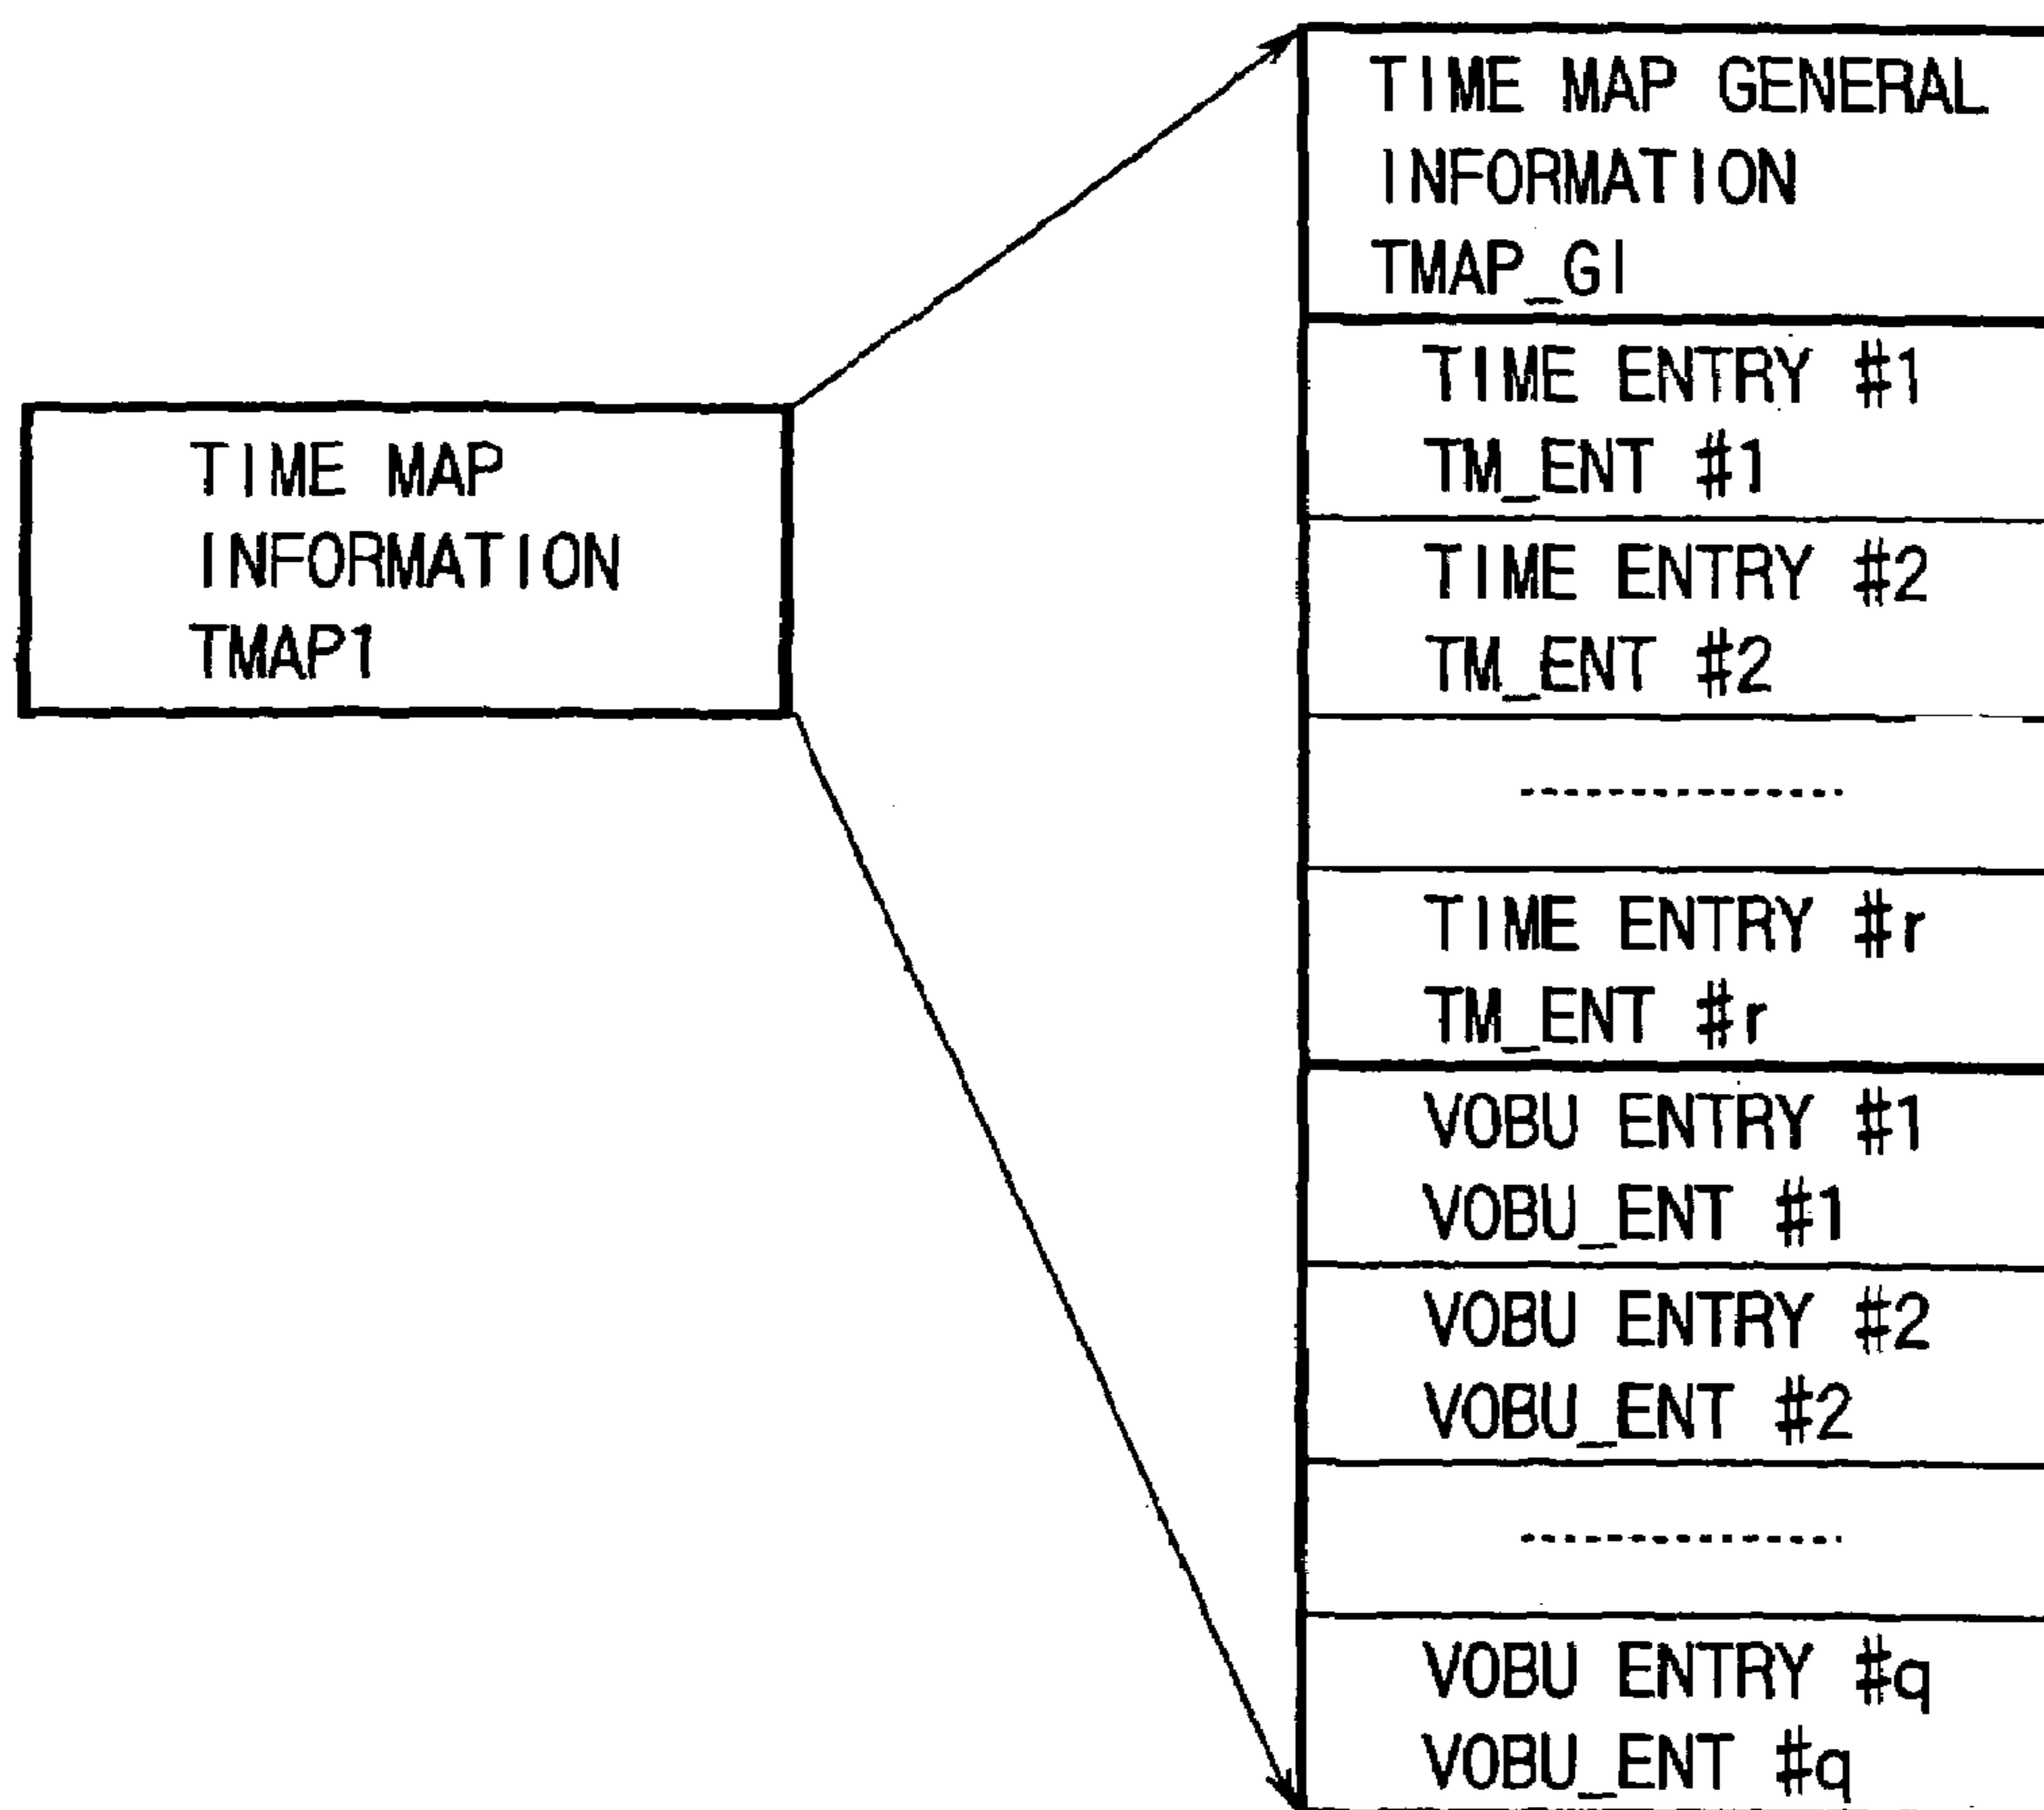 TIME MAP
INFORMATION
TMAP1
TIME MAP GENERAL
INFORMATION
TMAP_GI
TIME ENTRY #1
TM_ENT #1
TIME ENTRY #2
TM_ENT #2
TIME ENTRY #r
TM_ENT #r
VOBU ENTRY #1
VOBU_ENT #1
VOBU ENTRY #2
VOBU_ENT #2
VOBU ENTRY #q
VOBU_ENT #q